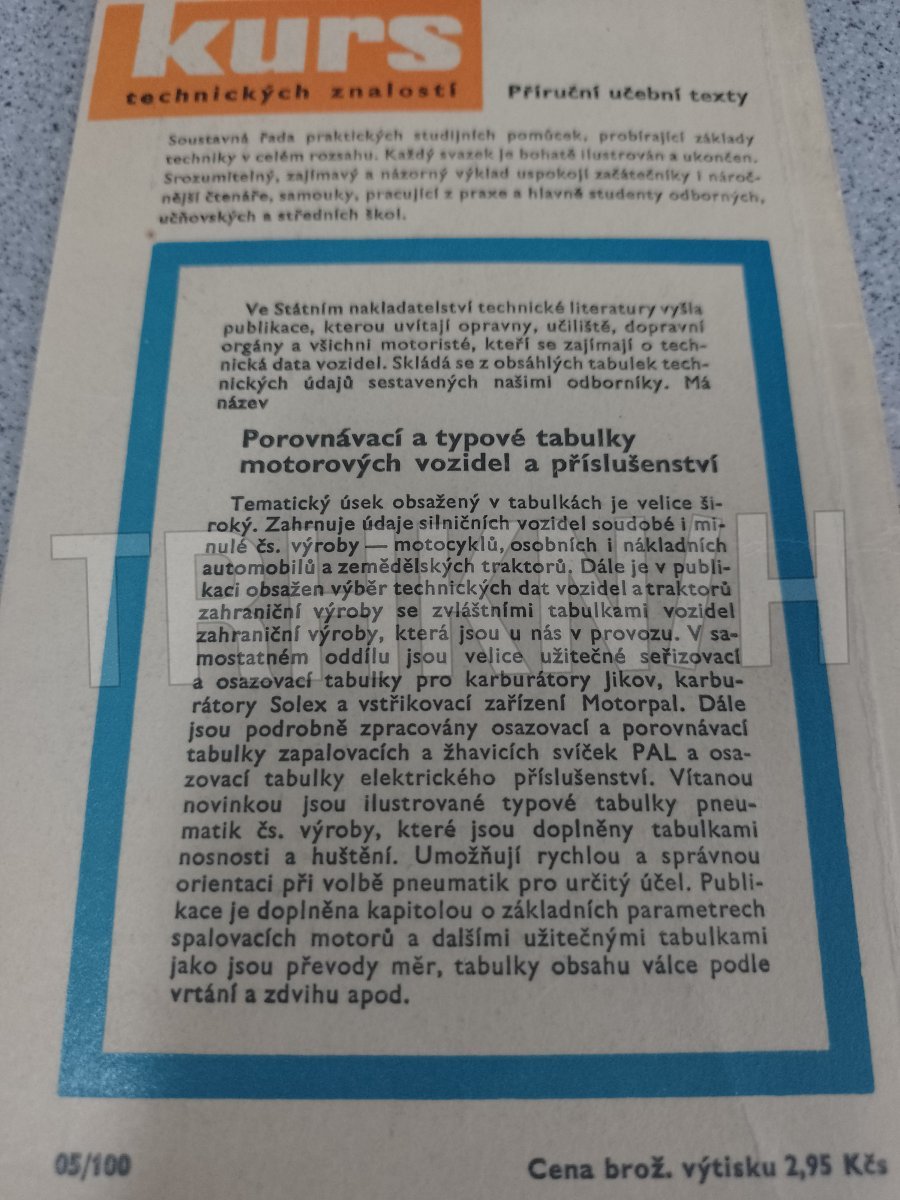 kurs
technických znalostí
Příruční učební texty
Soustavná řada praktických studijních pomůcek, probírající základy
techniky v celém rozsahu. Každý svazek je bohatě ilustrován a ukončen.
Srozumitelný, zajímavý a názorný výklad uspokojí začátečníky i nároč-
nější čtenáře, samouky, pracující z praxe a hlavně studenty odborných,
učňovských a středních škol.
Ve Státním nakladatelství technické literatury vyšla
publikace, kterou uvítají opravny, učiliště, dopravní
orgány a všichni motoristé, kteří se zajímají o tech-
nická data vozidel. Skládá se z obsáhlých tabulek tech-
nických údajů sestavených našimi odborníky. Má
název
Porovnávací a typové tabulky
motorových vozidel a příslušenství
Tematický úsek obsažený v tabulkách je velice ši-
roký. Zahrnuje údaje silničních vozidel soudobé i mi-
nulé čs. výroby — motocyklů, osobních i nákladních
automobilů a zemědělských traktorů. Dále je v publi-
kaci obsažen výběr technických dat vozidel a traktorů
zahraniční výroby se zvláštními tabulkami vozidel
zahraniční výroby, která jsou u nás v provozu. V sa-
mostatném oddílu jsou velice užitečné seřizovací
a osazovací tabulky pro karburátory Jikov, karbu-
rátory Solex a vstřikovací zařízení Motorpal. Dále
jsou podrobně zpracovány osazovací a porovnávací
tabulky zapalovacích a žhavicích svíček PAL a osa-
zovací tabulky elektrického příslušenství. Vítanou
novinkou jsou ilustrované typové tabulky pneu-
matik čs. výroby, které jsou doplněny tabulkami
nosnosti a huštění. Umožňují rychlou a správnou
orientaci při volbě pneumatik pro určitý účel. Publi-
kace je doplněna kapitolou o základních parametrech
spalovacích motorů a dalšími užitečnými tabulkami
jako jsou převody měr, tabulky obsahu válce podle
vrtání a zdvihu apod.
05/100
Cena brož. výtisku 2,95 Kčs